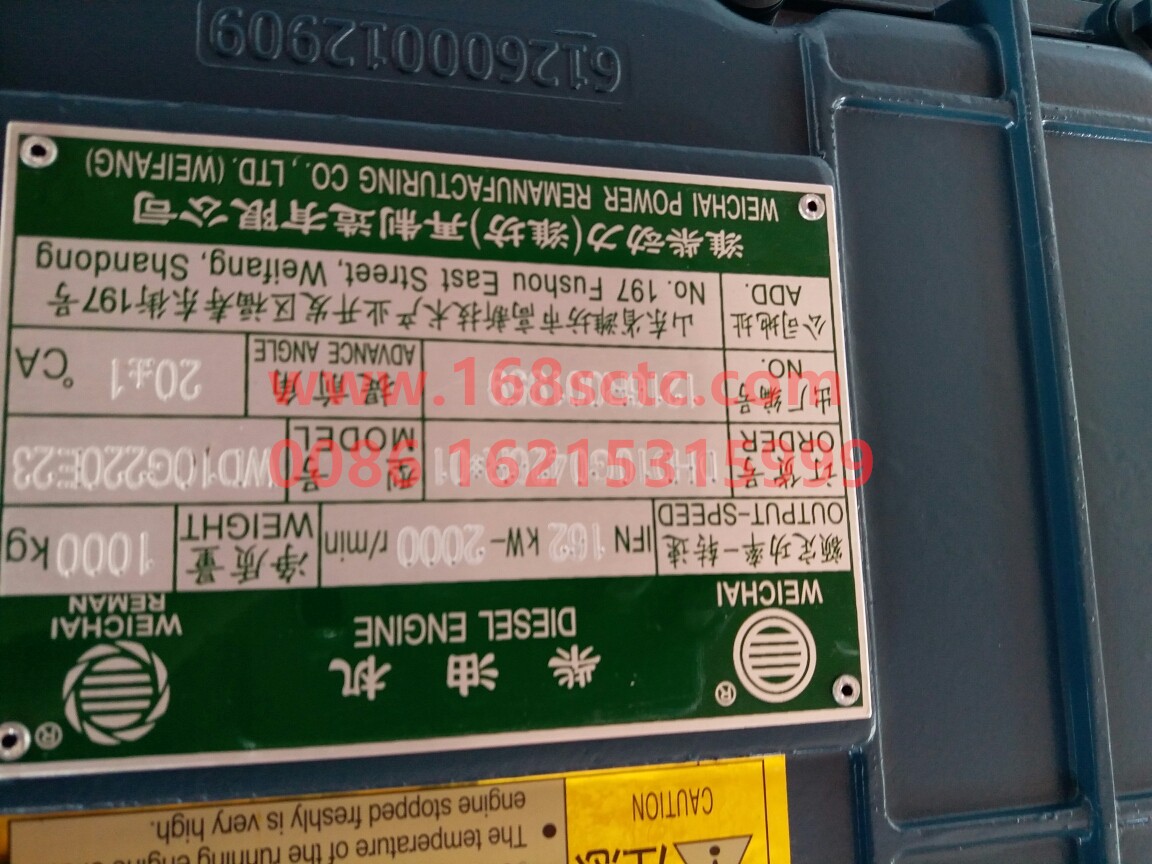 注意
CAUTION
The temperature of the running engine
engine stopped freshly is very high.
柴油机
DIESEL ENGINE
WEICHAI
WEICHAI
REMAN
额定功率-转速 IFN 162 kW- 2000 r/min 净质量 1000 kg
OUTPUT-SPEED WEIGHT
订货号 型号 WD10G220E23
ORDER MODEL
出厂编号 提前角 20±1 °CA
NO. ADVANCE ANGLE
公司地址 山东省潍坊市高新技术产业开发区福寿东街197号
ADD. No. 197 Fushou East Street, Weifang, Shandong
潍柴动力(潍坊)再制造有限公司
WEICHAI POWER REMANUFACTURING CO., LTD. (WEIFANG)
612600012909
www.168sctc.com
0086 16215315999